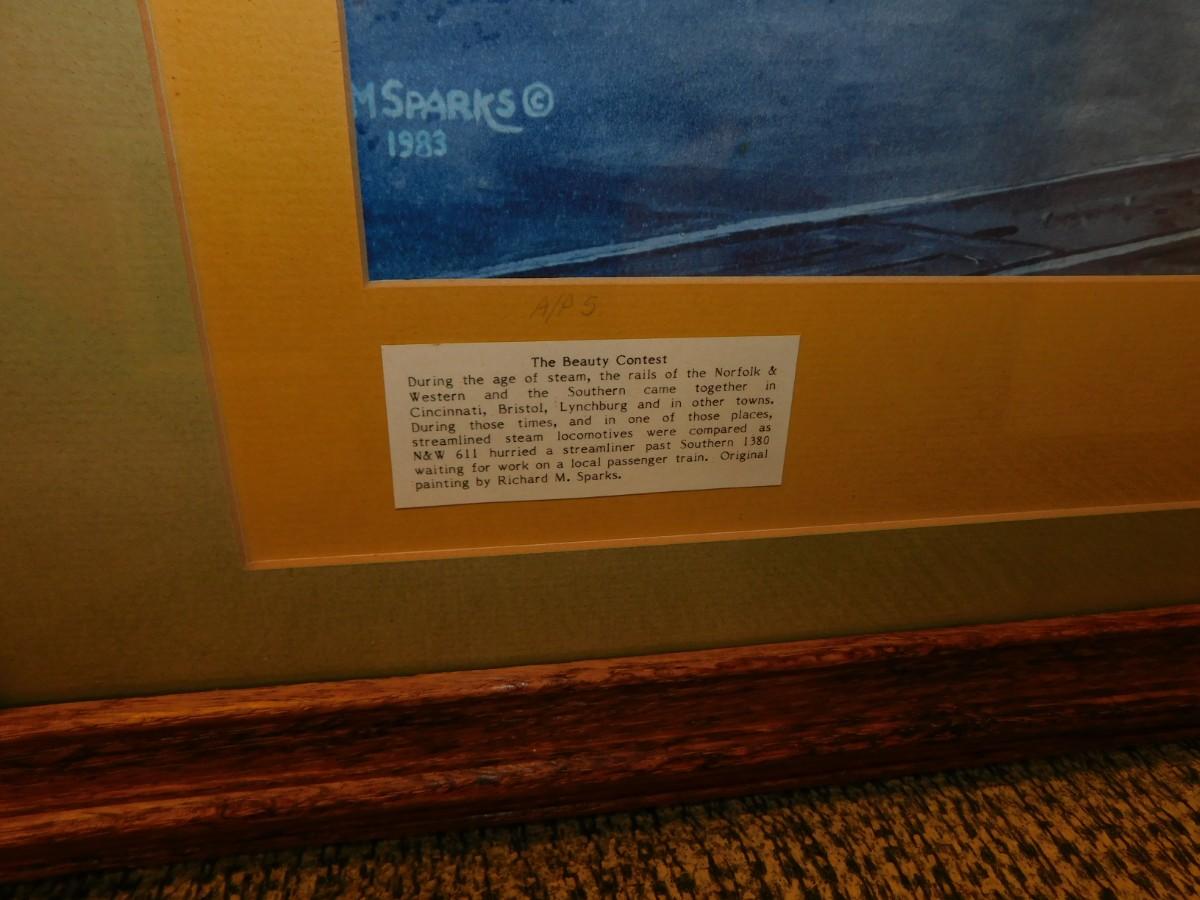 M SPARKS ©
1983
A/P 5
The Beauty Contest
During the age of steam, the rails of the Norfolk &
Western and the Southern came together in
Cincinnati, Bristol, Lynchburg and in other towns.
During those times, and in one of those places,
streamlined steam locomotives were compared as
N&W 611 hurried a streamliner past Southern 1380
waiting for work on a local passenger train. Original
painting by Richard M. Sparks.